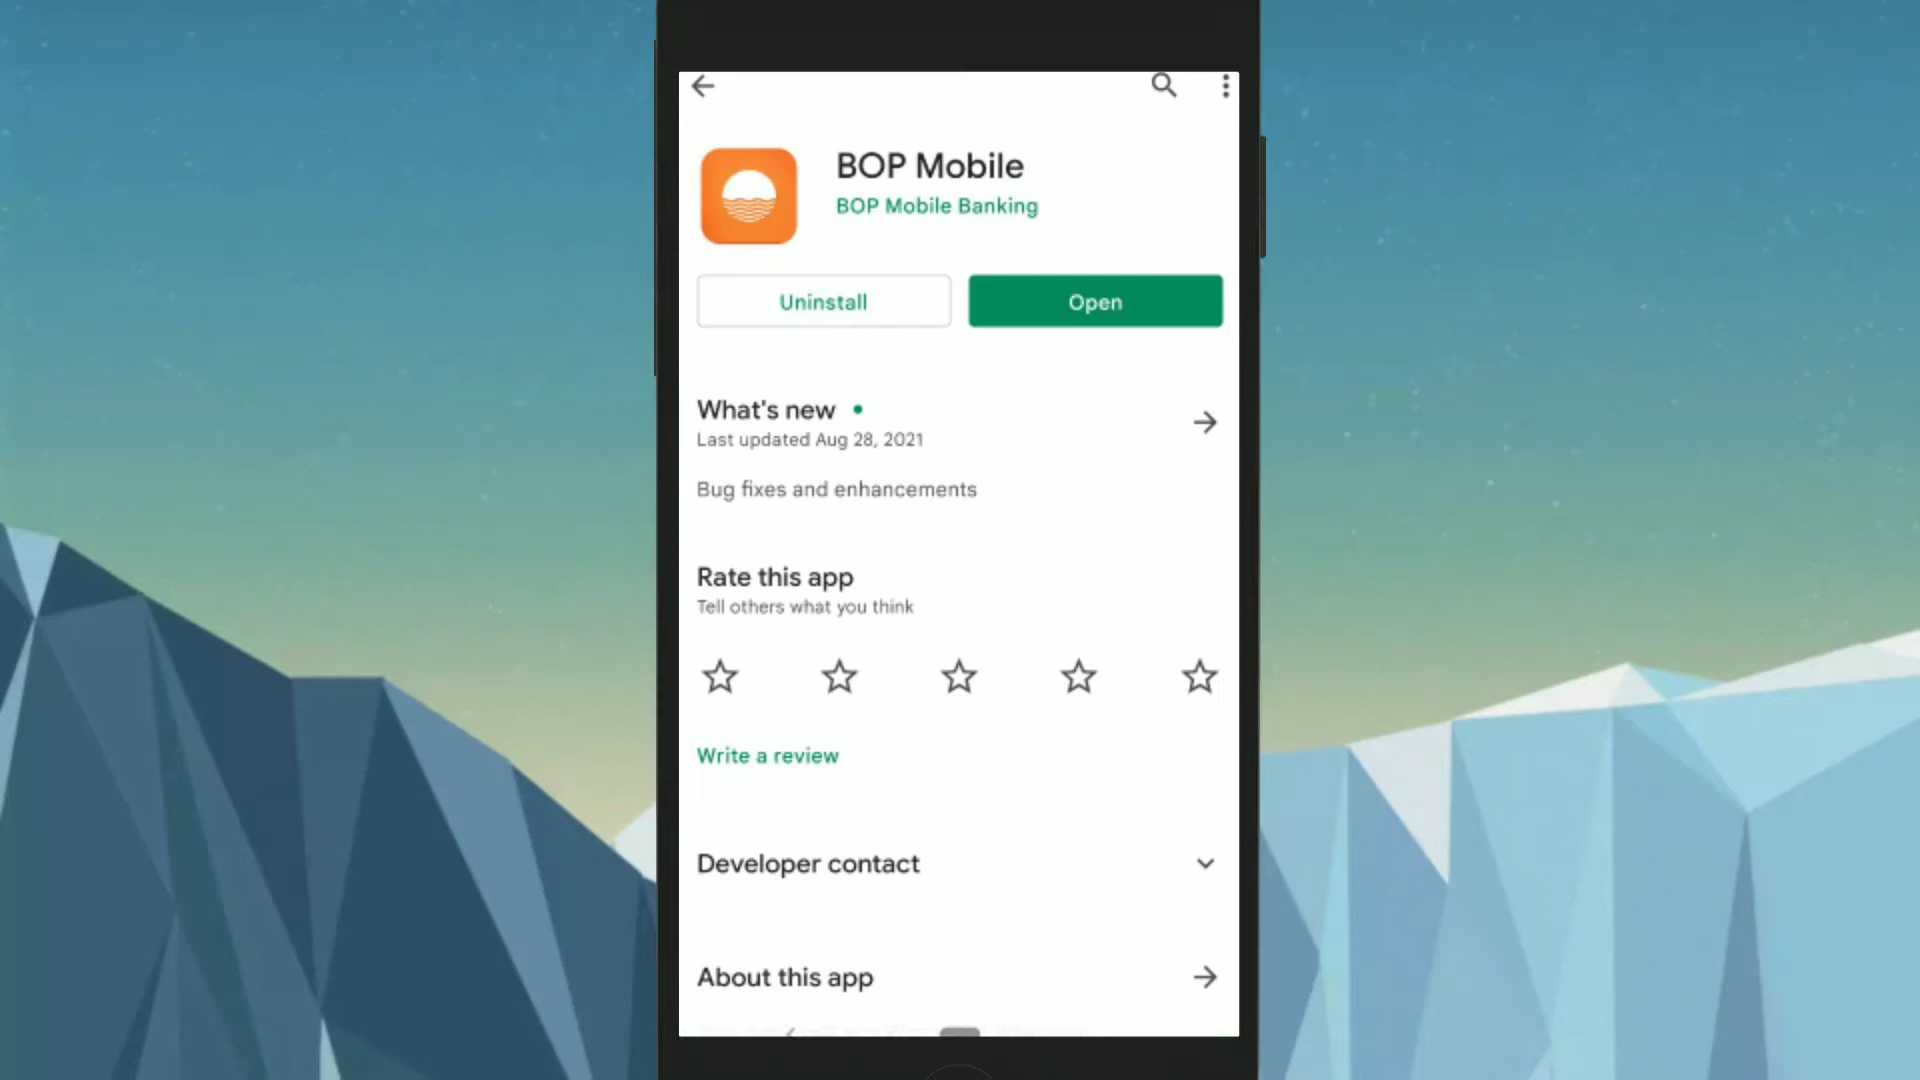 BOP Mobile
BOP Mobile Banking
Uninstall
Open
What's new
Last updated Aug 28, 2021
Bug fixes and enhancements
Rate this app
Tell others what you think
Write a review
Developer contact
About this app